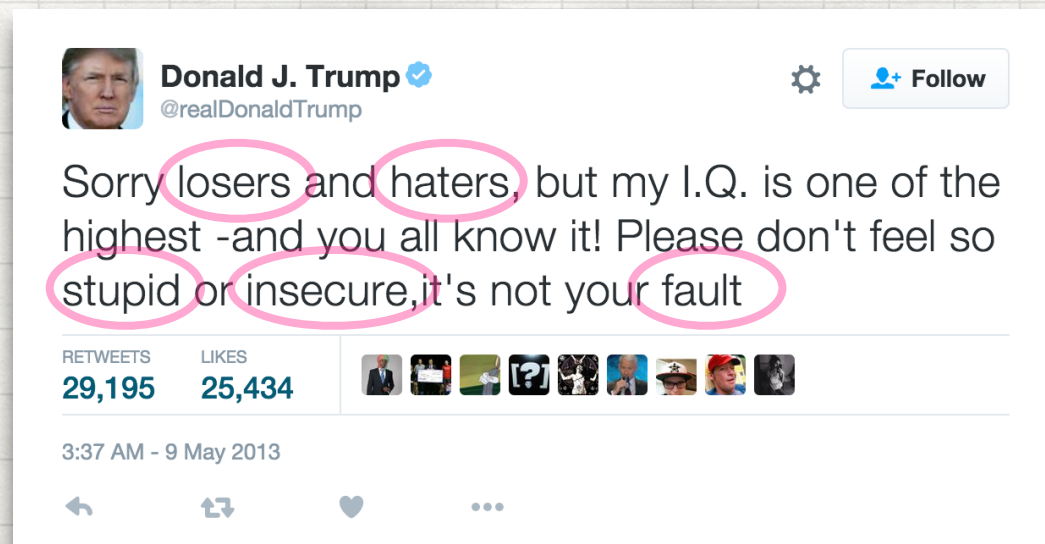 Donald J. Trump
@realDonaldTrump
Follow
Sorry losers and haters, but my I.Q. is one of the
highest -and you all know it! Please don't feel so
stupid or insecure,it's not your fault
RETWEETS LIKES
29,195 25,434
[?]
3:37 AM - 9 May 2013